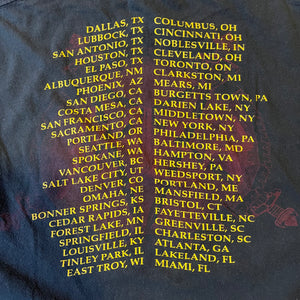 DALLAS, TX
LUBBOCK, TX
SAN ANTONIO, TX
HOUSTON, TX
EL PASO, TX
ALBUQUERQUE, NM
PHOENIX, AZ
SAN DIEGO, CA
COSTA MESA, CA
SAN FRANCISCO, CA
SACRAMENTO, CA
PORTLAND, OR
SEATTLE, WA
SPOKANE, WA
VANCOUVER, BC
SALT LAKE CITY, UT
DENVER, CO
OMAHA, NE
BONNER SPRINGS, KS
CEDAR RAPIDS, IA
FOREST LAKE, MN
SPRINGFIELD, IL
LOUISVILLE, KY
TINLEY PARK, IL
EAST TROY, WI
COLUMBUS, OH
CINCINNATI, OH
NOBLESVILLE, IN
CLEVELAND, OH
TORONTO, ON
CLARKSTON, MI
MEARS, MI
BURGETTS TOWN, PA
DARIEN LAKE, NY
MIDDLETOWN, NY
NEW YORK, NY
PHILADELPHIA, PA
BALTIMORE, MD
HAMPTON, VA
HERSHEY, PA
WEEDSPORT, NY
PORTLAND, ME
MANSFIELD, MA
BRISTOL, CT
FAYETTEVILLE, NC
GREENVILLE, SC
CHARLESTON, SC
ATLANTA, GA
LAKELAND, FL
MIAMI, FL